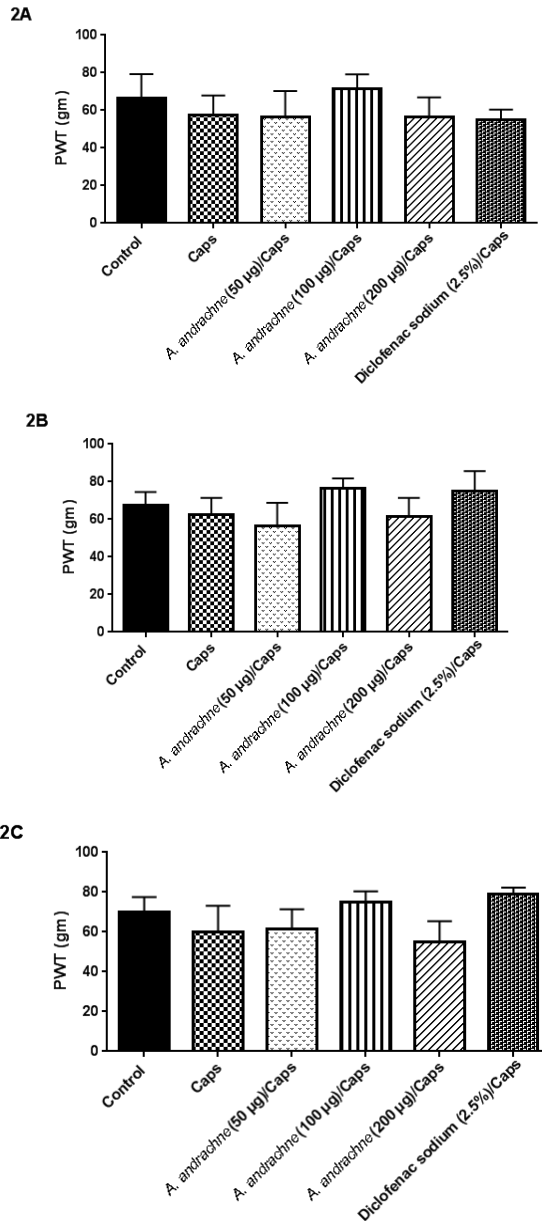 2A
100
80
60
40
20
0
PWT (gm)
Control
Caps
A. andrachne (50 µg)/Caps
A. andrachne (100 µg)/Caps
A. andrachne (200 µg)/Caps
Diclofenac sodium (2.5%)/Caps
2B
100
80
60
40
20
0
PWT (gm)
Control
Caps
A. andrachne (50 µg)/Caps
A. andrachne (100 µg)/Caps
A. andrachne (200 µg)/Caps
Diclofenac sodium (2.5%)/Caps
2C
100
80
60
40
20
0
PWT (gm)
Control
Caps
A. andrachne (50 µg)/Caps
A. andrachne (100 µg)/Caps
A. andrachne (200 µg)/Caps
Diclofenac sodium (2.5%)/Caps